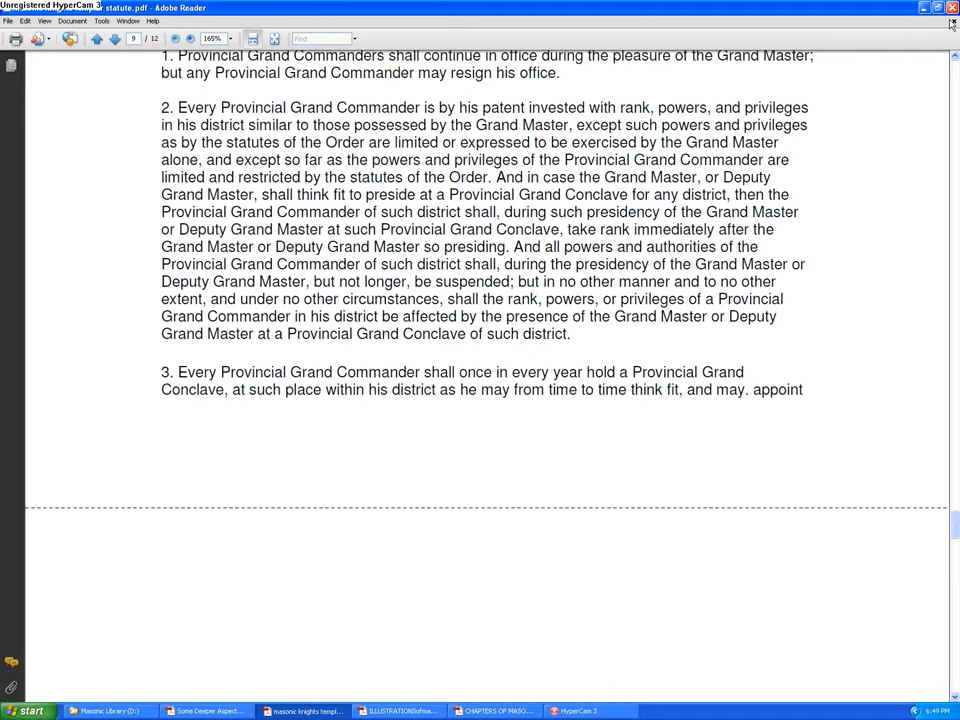 Unregistered HyperCam 3
statute.pdf - Adobe Reader
File Edit View Document Tools Window Help
9 / 12 165% Find
1. Provincial Grand Commanders shall continue in office during the pleasure of the Grand Master;
but any Provincial Grand Commander may resign his office.
2. Every Provincial Grand Commander is by his patent invested with rank, powers, and privileges
in his district similar to those possessed by the Grand Master, except such powers and privileges
as by the statutes of the Order are limited or expressed to be exercised by the Grand Master
alone, and except so far as the powers and privileges of the Provincial Grand Commander are
limited and restricted by the statutes of the Order. And in case the Grand Master, or Deputy
Grand Master, shall think fit to preside at a Provincial Grand Conclave for any district, then the
Provincial Grand Commander of such district shall, during such presidency of the Grand Master
or Deputy Grand Master at such Provincial Grand Conclave, take rank immediately after the
Grand Master or Deputy Grand Master so presiding. And all powers and authorities of the
Provincial Grand Commander of such district shall, during the presidency of the Grand Master or
Deputy Grand Master, but not longer, be suspended; but in no other manner and to no other
extent, and under no other circumstances, shall the rank, powers, or privileges of a Provincial
Grand Commander in his district be affected by the presence of the Grand Master or Deputy
Grand Master at a Provincial Grand Conclave of such district.
3. Every Provincial Grand Commander shall once in every year hold a Provincial Grand
Conclave, at such place within his district as he may from time to time think fit, and may. appoint
start Masonic Library (D:) Some Deeper Aspect... masonic knights templ... ILLUSTRATIONSofma... CHAPTERS OF MASO... HyperCam 3 6:49 PM